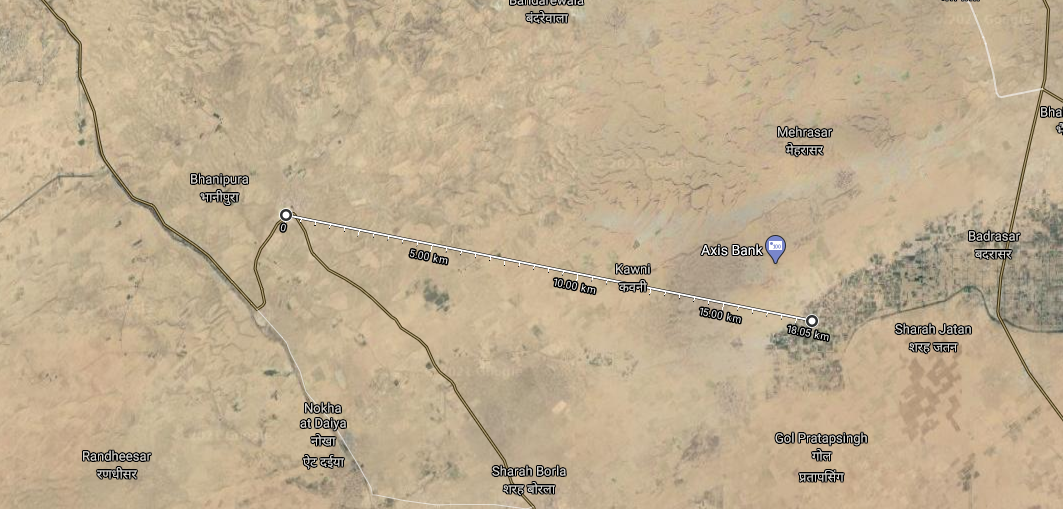 Bandarewala
बंदरेवाला
Mehrasar
मेहरासर
Bhanipura
भानीपुरा
0
5.00 km
Axis Bank
Badrasar
बदरासर
Kawni
कवनी
10.00 km
15.00 km
18.05 km
Sharah Jatan
शरह जतन
Nokha
at Daiya
नोखा
ऐट दईया
Gol Pratapsingh
गोल
प्रतापसिंग
Randheesar
रणधीसर
Sharah Borla
शरह बोरला